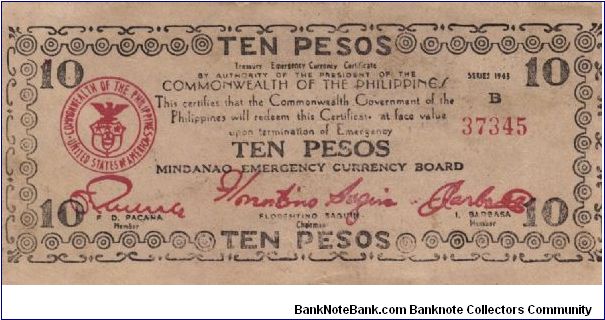 TEN PESOS
10 10
Treasury Emergency Currency Certificate
BY AUTHORITY OF THE PRESIDENT OF THE
SERIES 1943
COMMONWEALTH OF THE PHILIPPINES
B
This certifies that the Commonwealth Government of the
37345
Philippines will redeem this Certificate at face value
upon termination of Emergency
COMMONWEALTH OF THE PHILIPPINES
UNITED STATES OF AMERICA
TEN PESOS
MINDANAO EMERGENCY CURRENCY BOARD
10 10
F. D. PACANA
Member
FLORENTINO SAGUIN
Chairman
I. BARBASA
Member
TEN PESOS
BankNoteBank.com Banknote Collectors Community